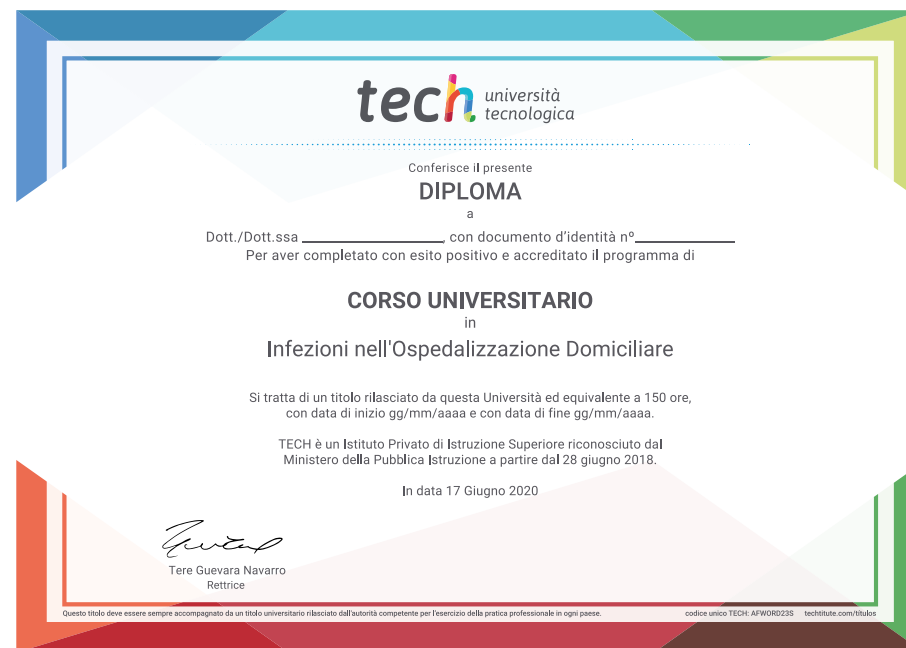 tech università
tecnologica
Conferisce il presente
DIPLOMA
a
Dott./Dott.ssa ____________________, con documento d'identità nº______________
Per aver completato con esito positivo e accreditato il programma di
CORSO UNIVERSITARIO
in
Infezioni nell'Ospedalizzazione Domiciliare
Si tratta di un titolo rilasciato da questa Università ed equivalente a 150 ore,
con data di inizio gg/mm/aaaa e con data di fine gg/mm/aaaa.
TECH è un Istituto Privato di Istruzione Superiore riconosciuto dal
Ministero della Pubblica Istruzione a partire dal 28 giugno 2018.
In data 17 Giugno 2020
Tere Guevara Navarro
Rettrice
Questo titolo deve essere sempre accompagnato da un titolo universitario rilasciato dall'autorità competente per l'esercizio della pratica professionale in ogni paese. codice unico TECH: AFWORD23S techtitute.com/titulos